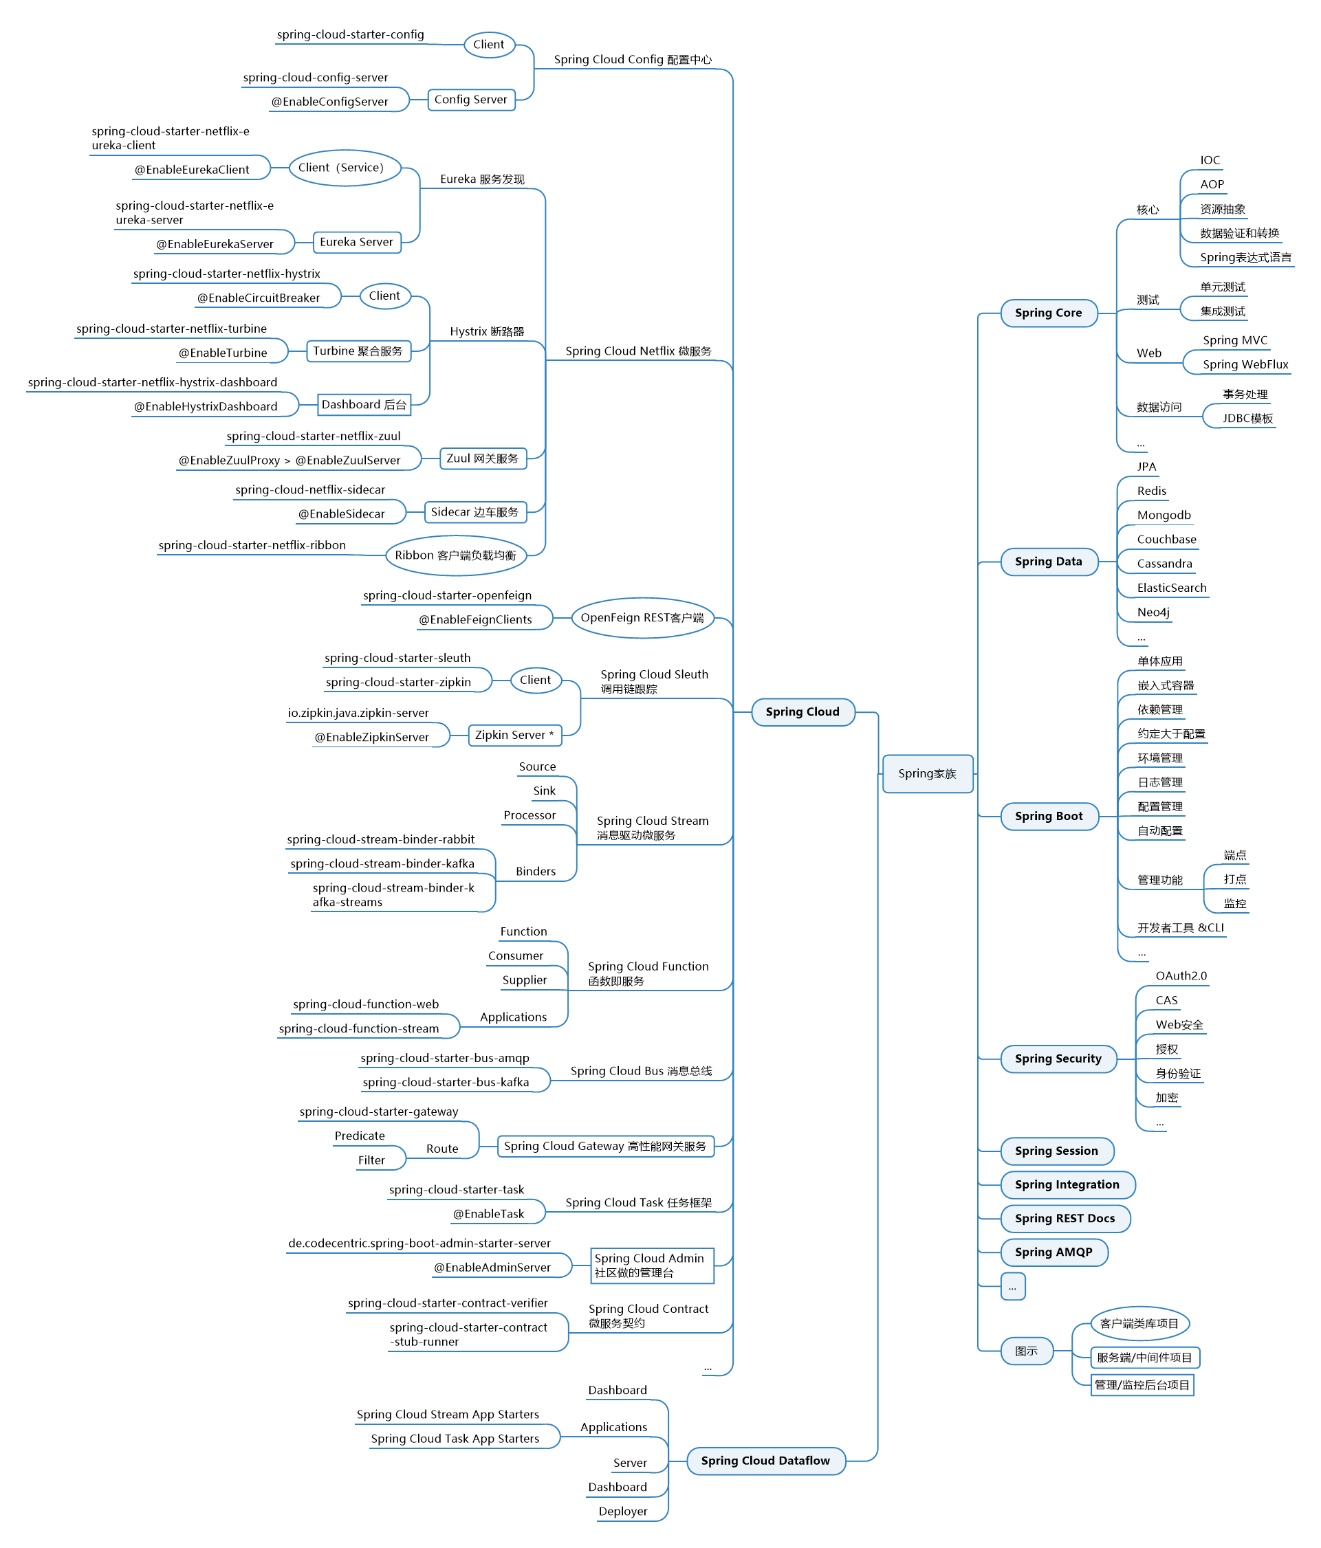 spring-cloud-starter-config
Client
Spring Cloud Config 配置中心
spring-cloud-config-server
@EnableConfigServer
Config Server
spring-cloud-starter-netflix-e
ureka-client
@EnableEurekaClient
Client（Service）
Eureka 服务发现
spring-cloud-starter-netflix-e
ureka-server
@EnableEurekaServer
Eureka Server
spring-cloud-starter-netflix-hystrix
@EnableCircuitBreaker
Client
Hystrix 断路器
spring-cloud-starter-netflix-turbine
@EnableTurbine
Turbine 聚合服务
Spring Cloud Netflix 微服务
spring-cloud-starter-netflix-hystrix-dashboard
@EnableHystrixDashboard
Dashboard 后台
spring-cloud-starter-netflix-zuul
@EnableZuulProxy > @EnableZuulServer
Zuul 网关服务
spring-cloud-netflix-sidecar
@EnableSidecar
Sidecar 边车服务
spring-cloud-starter-netflix-ribbon
Ribbon 客户端负载均衡
spring-cloud-starter-openfeign
@EnableFeignClients
OpenFeign REST客户端
spring-cloud-starter-sleuth
spring-cloud-starter-zipkin
Client
Spring Cloud Sleuth
调用链跟踪
io.zipkin.java.zipkin-server
@EnableZipkinServer
Zipkin Server *
Spring Cloud
Spring家族
Source
Sink
Processor
Spring Cloud Stream
消息驱动微服务
spring-cloud-stream-binder-rabbit
spring-cloud-stream-binder-kafka
spring-cloud-stream-binder-k
afka-streams
Binders
Function
Consumer
Supplier
Spring Cloud Function
函数即服务
spring-cloud-function-web
spring-cloud-function-stream
Applications
spring-cloud-starter-bus-amqp
spring-cloud-starter-bus-kafka
Spring Cloud Bus 消息总线
spring-cloud-starter-gateway
Predicate
Filter
Route
Spring Cloud Gateway 高性能网关服务
spring-cloud-starter-task
@EnableTask
Spring Cloud Task 任务框架
de.codecentric.spring-boot-admin-starter-server
@EnableAdminServer
Spring Cloud Admin
社区做的管理台
spring-cloud-starter-contract-verifier
spring-cloud-starter-contract
-stub-runner
Spring Cloud Contract
微服务契约
...
Dashboard
Spring Cloud Stream App Starters
Spring Cloud Task App Starters
Applications
Server
Dashboard
Deployer
Spring Cloud Dataflow
Spring Core
核心
IOC
AOP
资源抽象
数据验证和转换
Spring表达式语言
测试
单元测试
集成测试
Web
Spring MVC
Spring WebFlux
数据访问
事务处理
JDBC模板
...
Spring Data
JPA
Redis
Mongodb
Couchbase
Cassandra
ElasticSearch
Neo4j
...
Spring Boot
单体应用
嵌入式容器
依赖管理
约定大于配置
环境管理
日志管理
配置管理
自动配置
管理功能
端点
打点
监控
开发者工具 &CLI
...
Spring Security
OAuth2.0
CAS
Web安全
授权
身份验证
加密
...
Spring Session
Spring Integration
Spring REST Docs
Spring AMQP
...
图示
客户端类库项目
服务端/中间件项目
管理/监控后台项目